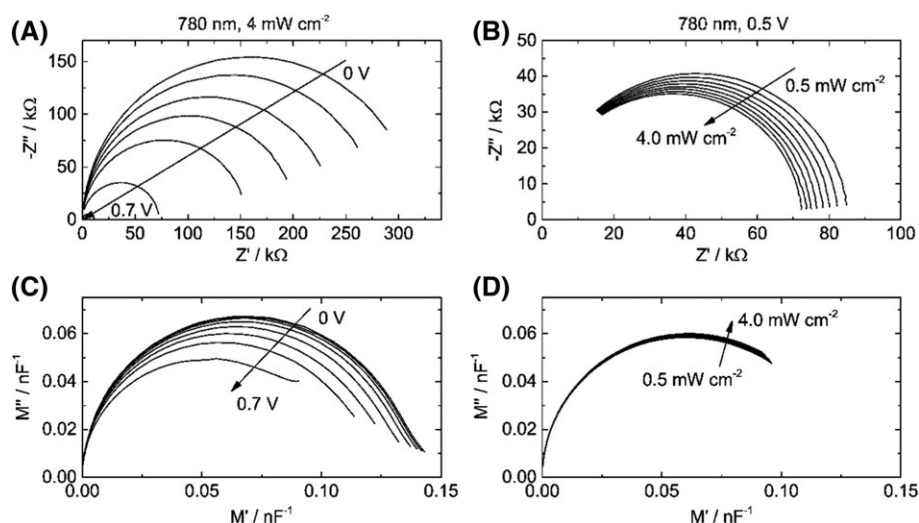 (A)
780 nm, 4 mW cm-2
150
100
50
0
-Z" / kΩ
0 V
0.7 V
0 50 100 150 200 250 300
Z' / kΩ
(B)
780 nm, 0.5 V
50
40
30
20
10
0
-Z" / kΩ
0.5 mW cm-2
4.0 mW cm-2
0 20 40 60 80 100
Z' / kΩ
(C)
0.06
0.04
0.02
0.00
M" / nF-1
0 V
0.7 V
0.00 0.05 0.10 0.15
M' / nF-1
(D)
0.06
0.04
0.02
0.00
M" / nF-1
4.0 mW cm-2
0.5 mW cm-2
0.00 0.05 0.10 0.15
M' / nF-1